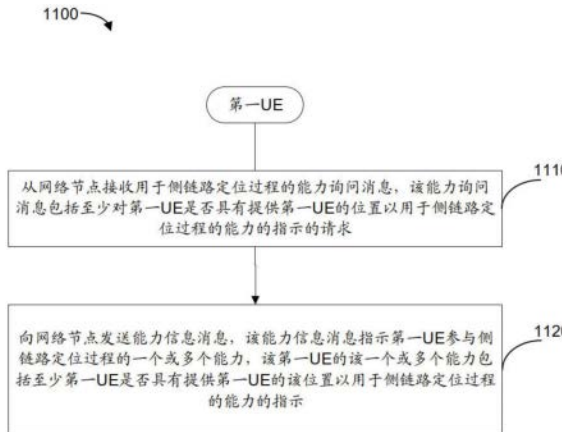 1100
第一UE
从网络节点接收用于侧链路定位过程的能力询问消息，该能力询问
消息包括至少对第一UE是否具有提供第一UE的位置以用于侧链路定
位过程的能力的指示的请求
1110
向网络节点发送能力信息消息，该能力信息消息指示第一UE参与侧
链路定位过程的一个或多个能力，该第一UE的该一个或多个能力包
括至少第一UE是否具有提供第一UE的该位置以用于侧链路定位过程
的能力的指示
1120